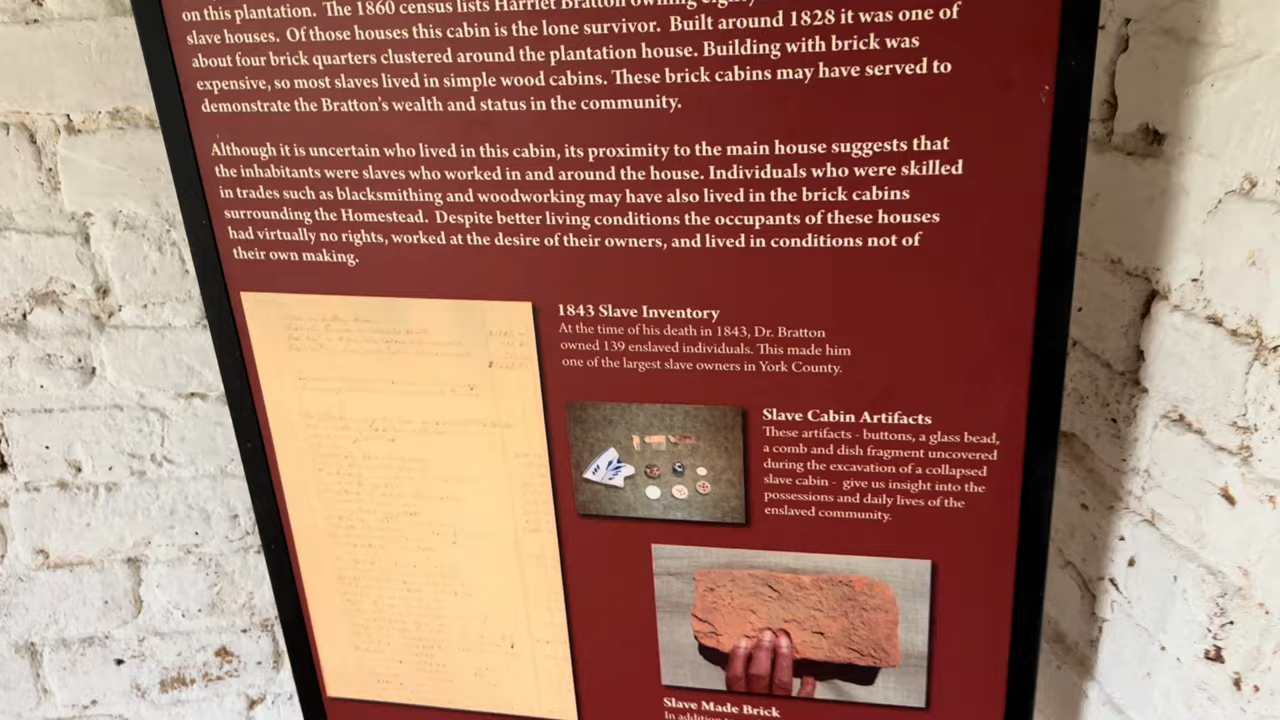 on this plantation. The 1860 census lists Harriet Bratton owning
slave houses. Of those houses this cabin is the lone survivor. Built around 1828 it was one of
about four brick quarters clustered around the plantation house. Building with brick was
expensive, so most slaves lived in simple wood cabins. These brick cabins may have served to
demonstrate the Bratton's wealth and status in the community.
Although it is uncertain who lived in this cabin, its proximity to the main house suggests that
the inhabitants were slaves who worked in and around the house. Individuals who were skilled
in trades such as blacksmithing and woodworking may have also lived in the brick cabins
surrounding the Homestead. Despite better living conditions the occupants of these houses
had virtually no rights, worked at the desire of their owners, and lived in conditions not of
their own making.
1843 Slave Inventory
At the time of his death in 1843, Dr. Bratton
owned 139 enslaved individuals. This made him
one of the largest slave owners in York County.
Slave Cabin Artifacts
These artifacts - buttons, a glass bead,
a comb and dish fragment uncovered
during the excavation of a collapsed
slave cabin - give us insight into the
possessions and daily lives of the
enslaved community.
Slave Made Brick
In addition